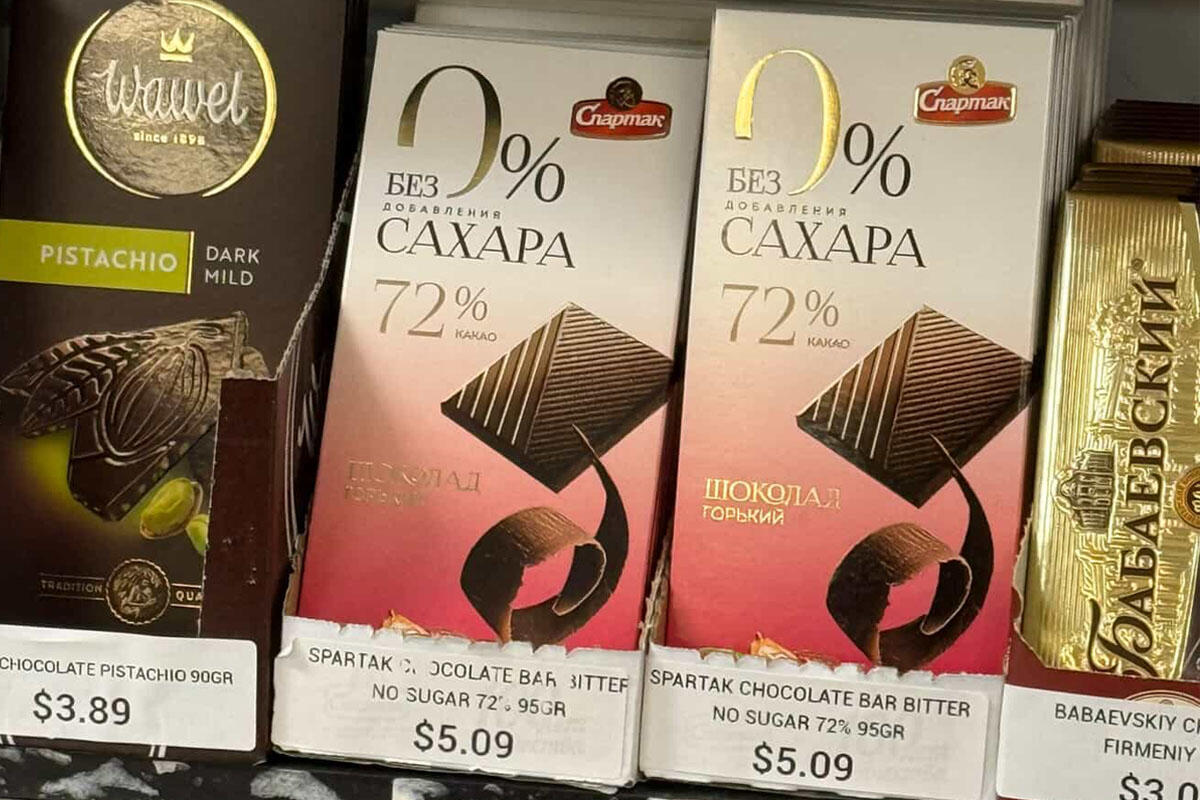 Wawel
since 1898
PISTACHIO
DARK
MILD
TRADITION
CHOCOLATE PISTACHIO 90GR
$3.89
0%
Спартак
БЕЗ
ДОБАВЛЕНИЯ
САХАРА
72%
КАКАО
ШОКОЛАД
ГОРЬКИЙ
SPARTAK BAR BITTER
NO SUGAR 72% 95GR
$5.09
0%
Спартак
БЕЗ
ДОБАВЛЕНИЯ
САХАРА
72%
КАКАО
ШОКОЛАД
ГОРЬКИЙ
SPARTAK CHOCOLATE BAR BITTER
NO SUGAR 72% 95GR
$5.09
БАБАЕВСКИЙ
BABAEVSKIY
FIRMENIY